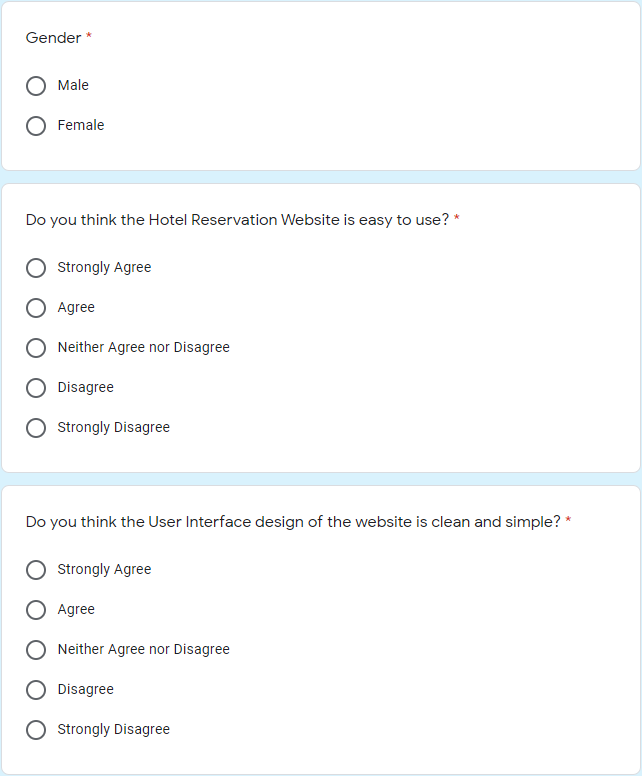 Gender *
Male
Female
Do you think the Hotel Reservation Website is easy to use? *
Strongly Agree
Agree
Neither Agree nor Disagree
Disagree
Strongly Disagree
Do you think the User Interface design of the website is clean and simple? *
Strongly Agree
Agree
Neither Agree nor Disagree
Disagree
Strongly Disagree